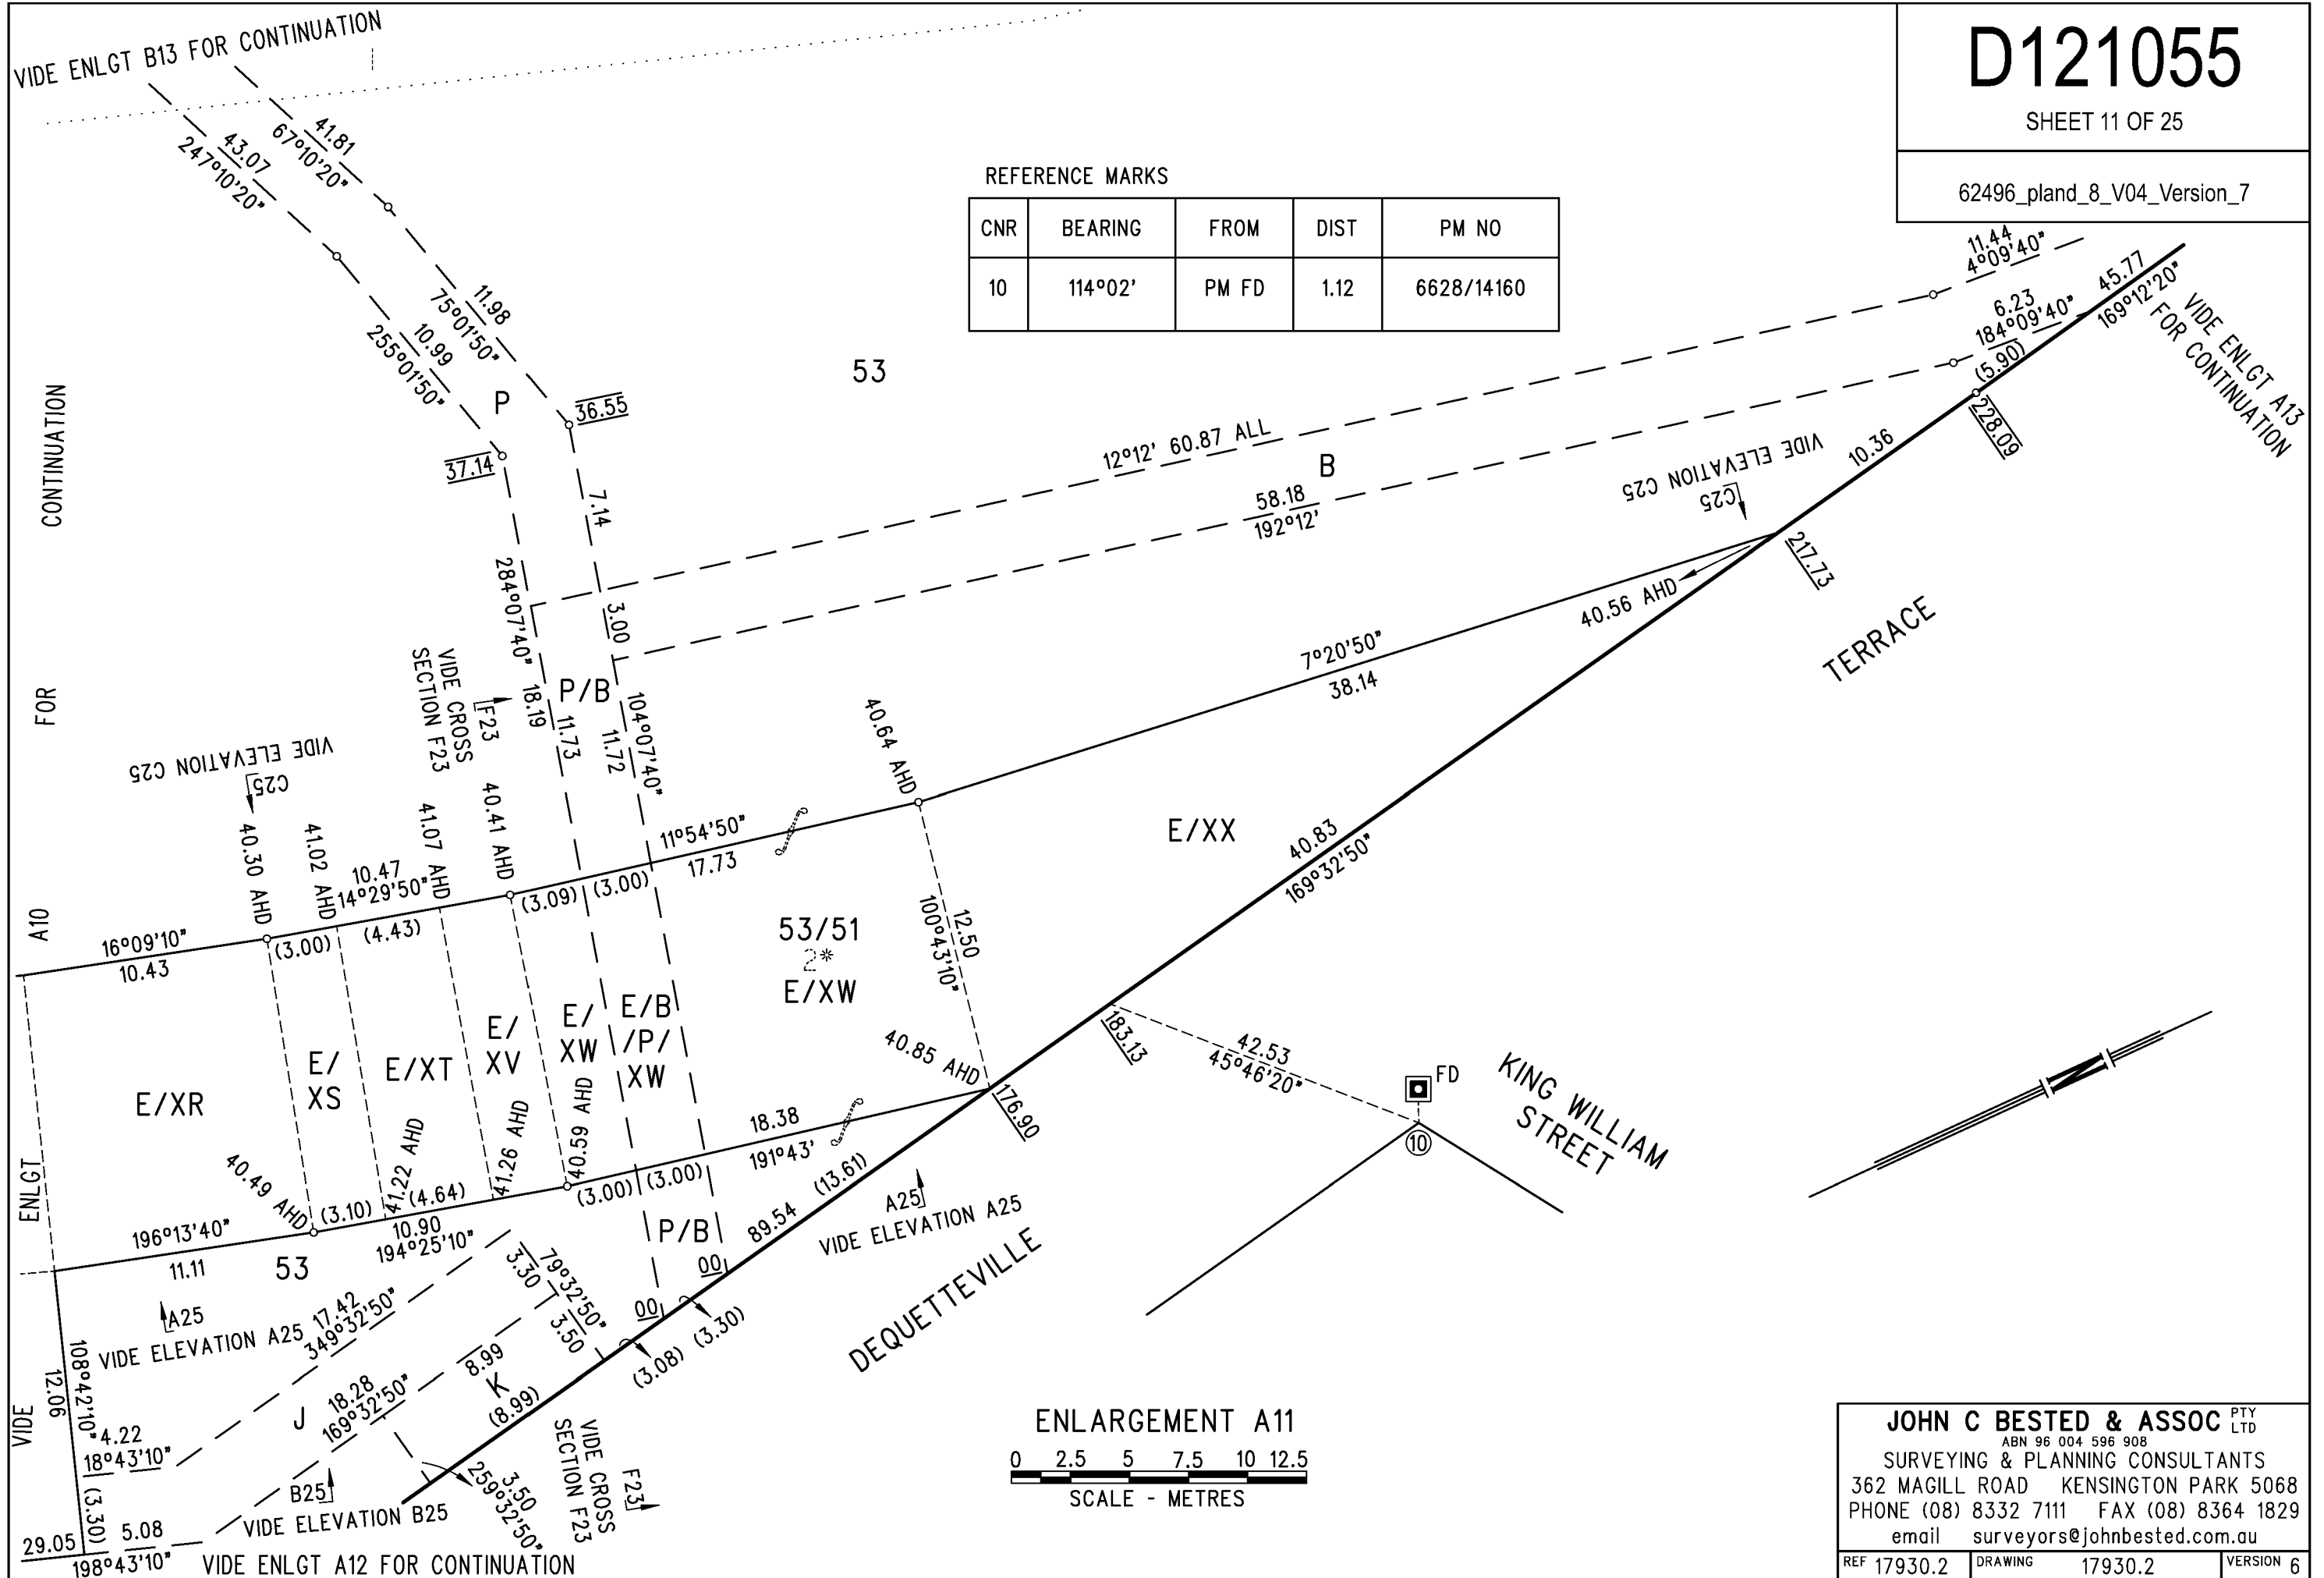 VIDE ENLGT B13 FOR CONTINUATION
D121055
SHEET 11 OF 25
62496_pland_8_V04_Version_7
REFERENCE MARKS
CNR BEARING FROM DIST PM NO
10 114°02' PM FD 1.12 6628/14160
43.07
247°10'20"
41.81
67°10'20"
11.98
75°01'50"
10.99
255°01'50"
P
36.55
37.14
7.14
53
11.44
4°09'40"
6.23
184°09'40"
45.77
169°12'20"
(5.90)
228.09
VIDE ENLGT A13
FOR CONTINUATION
12°12' 60.87 ALL
B
58.18
192°12'
VIDE ELEVATION C25
C25
10.36
217.73
40.56 AHD
TERRACE
7°20'50"
38.14
284°07'40"
18.19
3.00
P/B
11.73
104°07'40"
11.72
VIDE CROSS
SECTION F23
F23
VIDE ELEVATION C25
C25
40.30 AHD
41.02 AHD
41.07 AHD
40.41 AHD
40.64 AHD
10.47
14°29'50"
11°54'50"
17.73
(3.00)
(4.43)
(3.09)
(3.00)
16°09'10"
10.43
E/XX
40.83
169°32'50"
12.50
100°43'10"
53/51
2*
E/XW
E/XR
E/
XS
E/XT
E/
XV
E/
XW
E/B
/P/
XW
40.85 AHD
176.90
183.13
42.53
45°46'20"
FD
10
KING WILLIAM
STREET
40.49 AHD
41.22 AHD
41.26 AHD
40.59 AHD
(3.10)
(4.64)
10.90
194°25'10"
(3.00)
(3.00)
18.38
191°43'
196°13'40"
11.11
53
P/B
00
00
89.54
(13.61)
A25
VIDE ELEVATION A25
DEQUETTEVILLE
A25
VIDE ELEVATION A25
17.42
349°32'50"
79°32'50"
3.30
3.50
(3.08)
(3.30)
108°42'10"
12.06
4.22
18°43'10"
(3.30)
J
18.28
169°32'50"
8.99
K
(8.99)
B25
VIDE ELEVATION B25
3.50
259°32'50"
VIDE CROSS
SECTION F23
F23
29.05
5.08
198°43'10"
VIDE ENLGT A12 FOR CONTINUATION
VIDE ENLGT A10 FOR CONTINUATION
ENLARGEMENT A11
0 2.5 5 7.5 10 12.5
SCALE - METRES
JOHN C BESTED & ASSOC PTY LTD
ABN 96 004 596 908
SURVEYING & PLANNING CONSULTANTS
362 MAGILL ROAD KENSINGTON PARK 5068
PHONE (08) 8332 7111 FAX (08) 8364 1829
email surveyors@johnbested.com.au
REF 17930.2 DRAWING 17930.2 VERSION 6